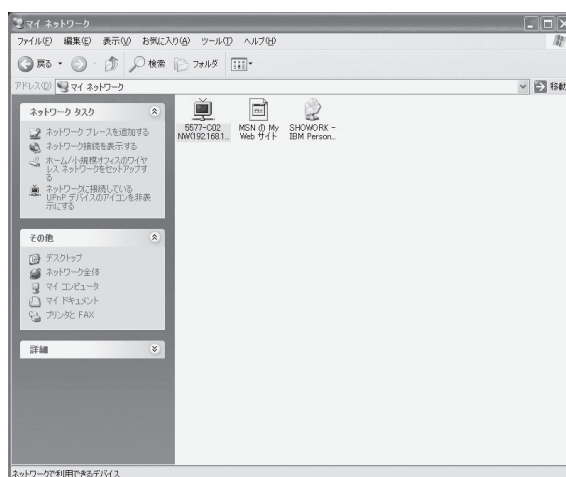 マイ ネットワーク
ファイル(F) 編集(E) 表示(V) お気に入り(A) ツール(T) ヘルプ(H)
戻る 検索 フォルダ
アドレス(D) マイ ネットワーク 移動
ネットワーク タスク
ネットワーク プレースを追加する
ネットワーク接続を表示する
ホーム/小規模オフィスのワイヤ
レス ネットワークをセットアップす
る
ネットワークに接続している
UPnP デバイスのアイコンを非表
示にする
その他
デスクトップ
ネットワーク全体
マイ コンピュータ
マイ ドキュメント
プリンタと FAX
詳細
5577-C02
NW(192.168.1...
MSN の My
Web サイト
SHOWORK -
IBM Person...
ネットワークで利用できるデバイス